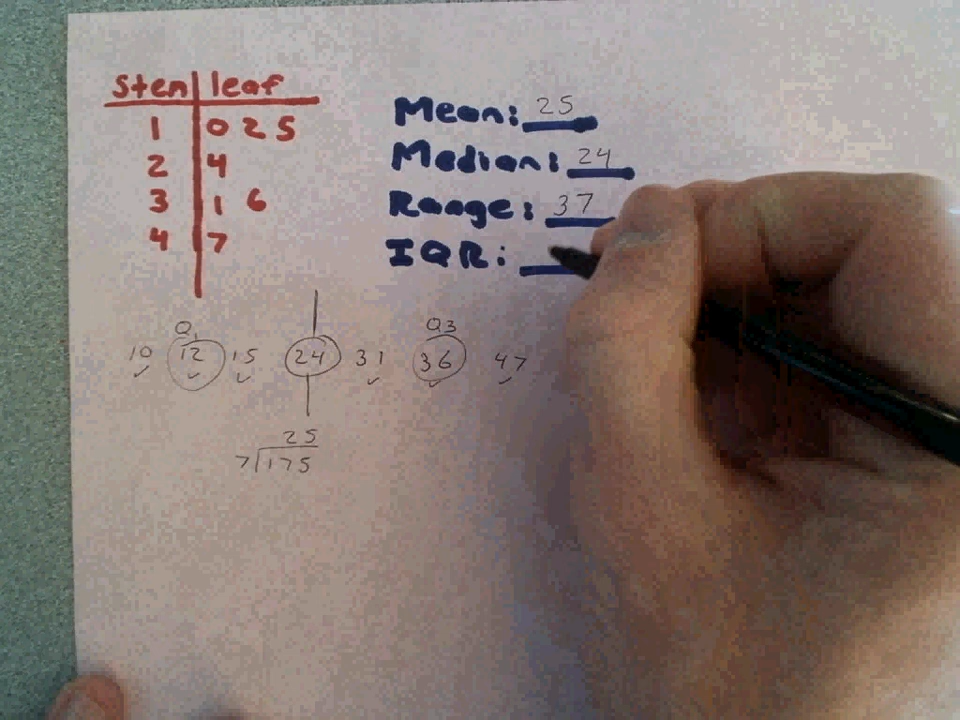 Stem leaf
1 0 2 5
2 4
3 1 6
4 7
Mean: 25
Median: 24
Range: 37
IQR:
Q1 Q3
10 12 15 24 31 36 47
25
7 175